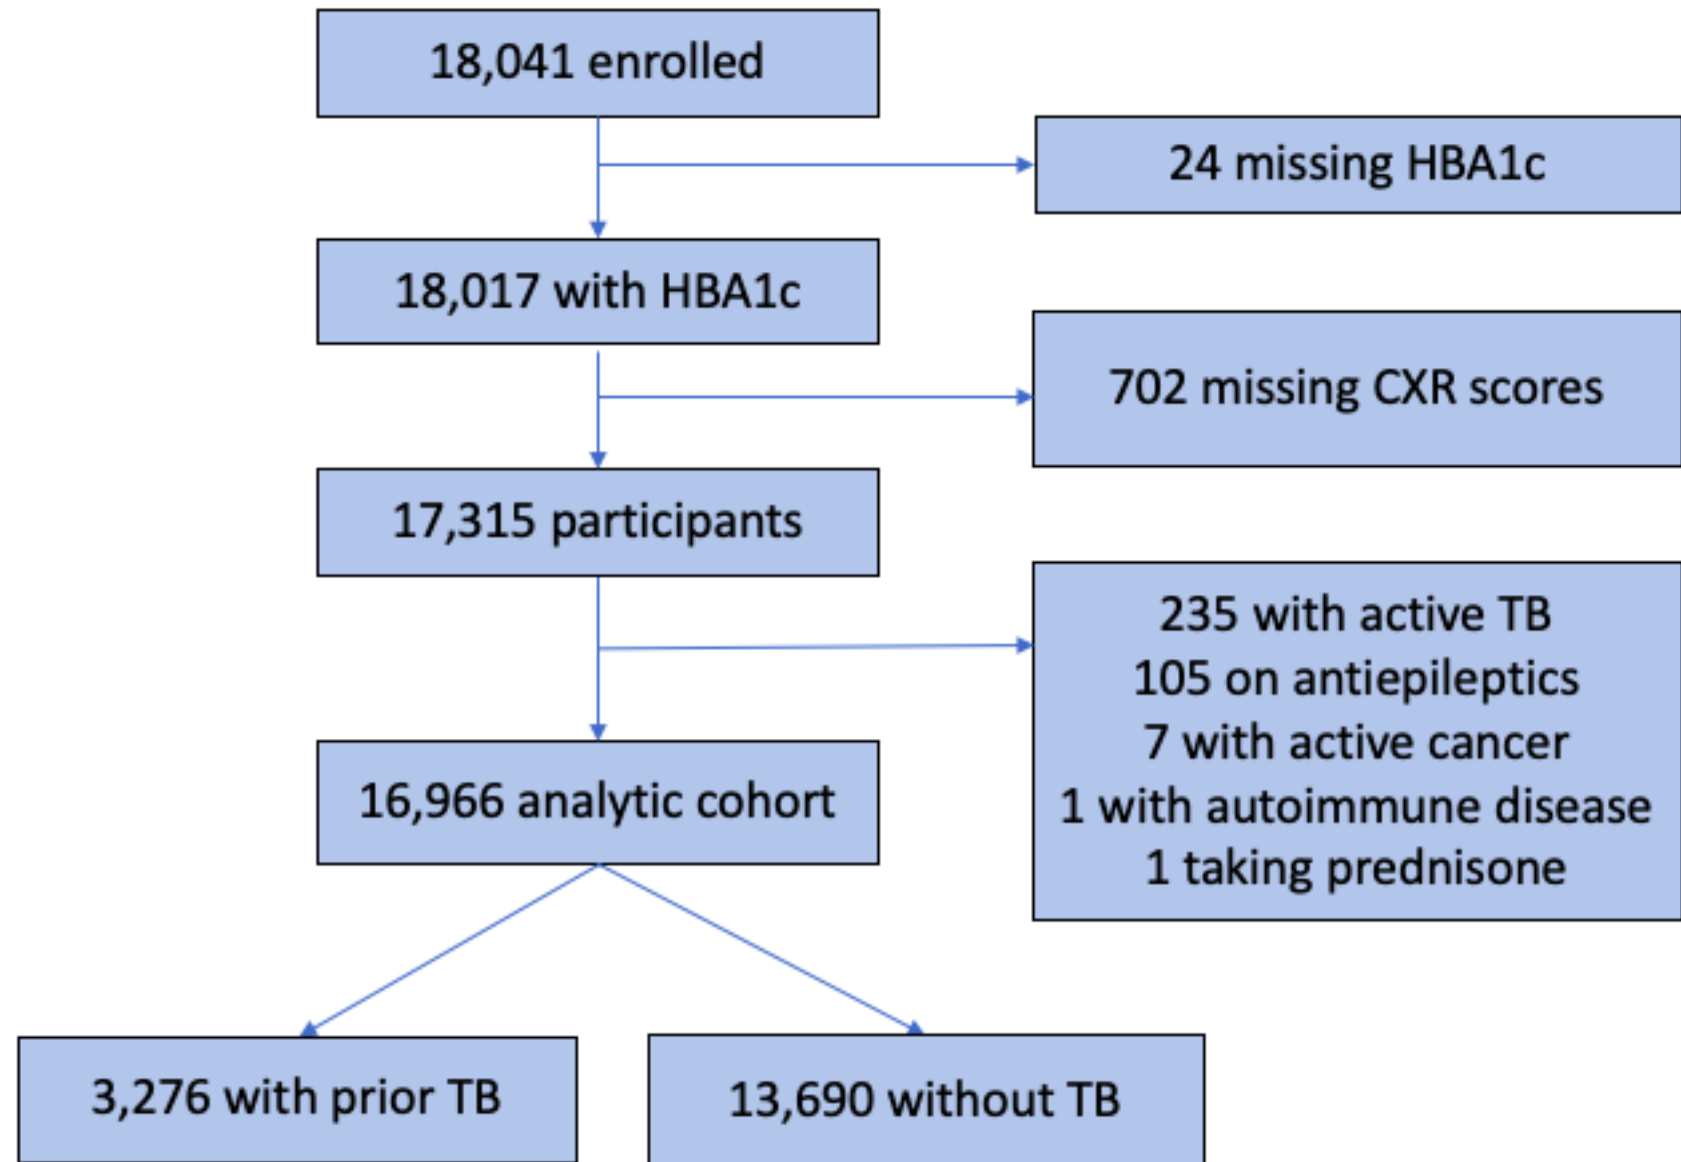 18,041 enrolled
24 missing HBA1c
18,017 with HBA1c
702 missing CXR scores
17,315 participants
235 with active TB
105 on antiepileptics
7 with active cancer
1 with autoimmune disease
1 taking prednisone
16,966 analytic cohort
3,276 with prior TB
13,690 without TB